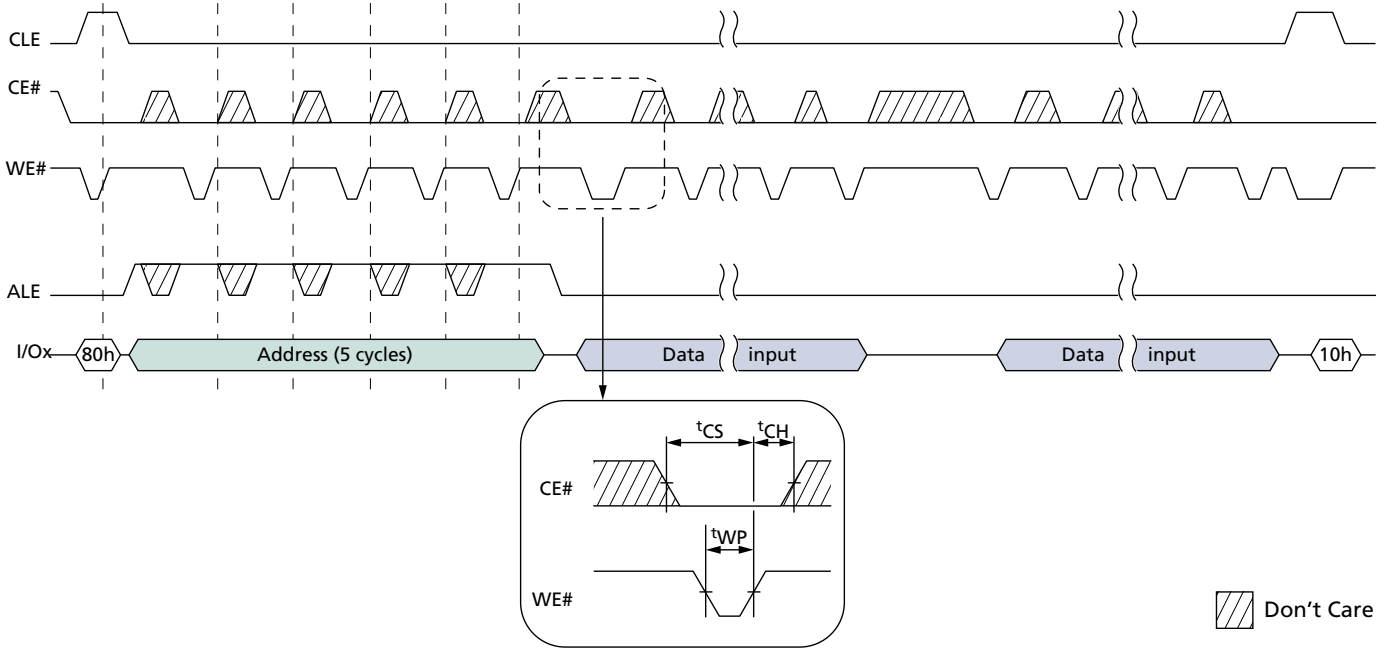 CLE
CE#
WE#
ALE
I/Ox
80h
Address (5 cycles)
Data input
Data input
10h
tCS
tCH
CE#
tWP
WE#
Don't Care